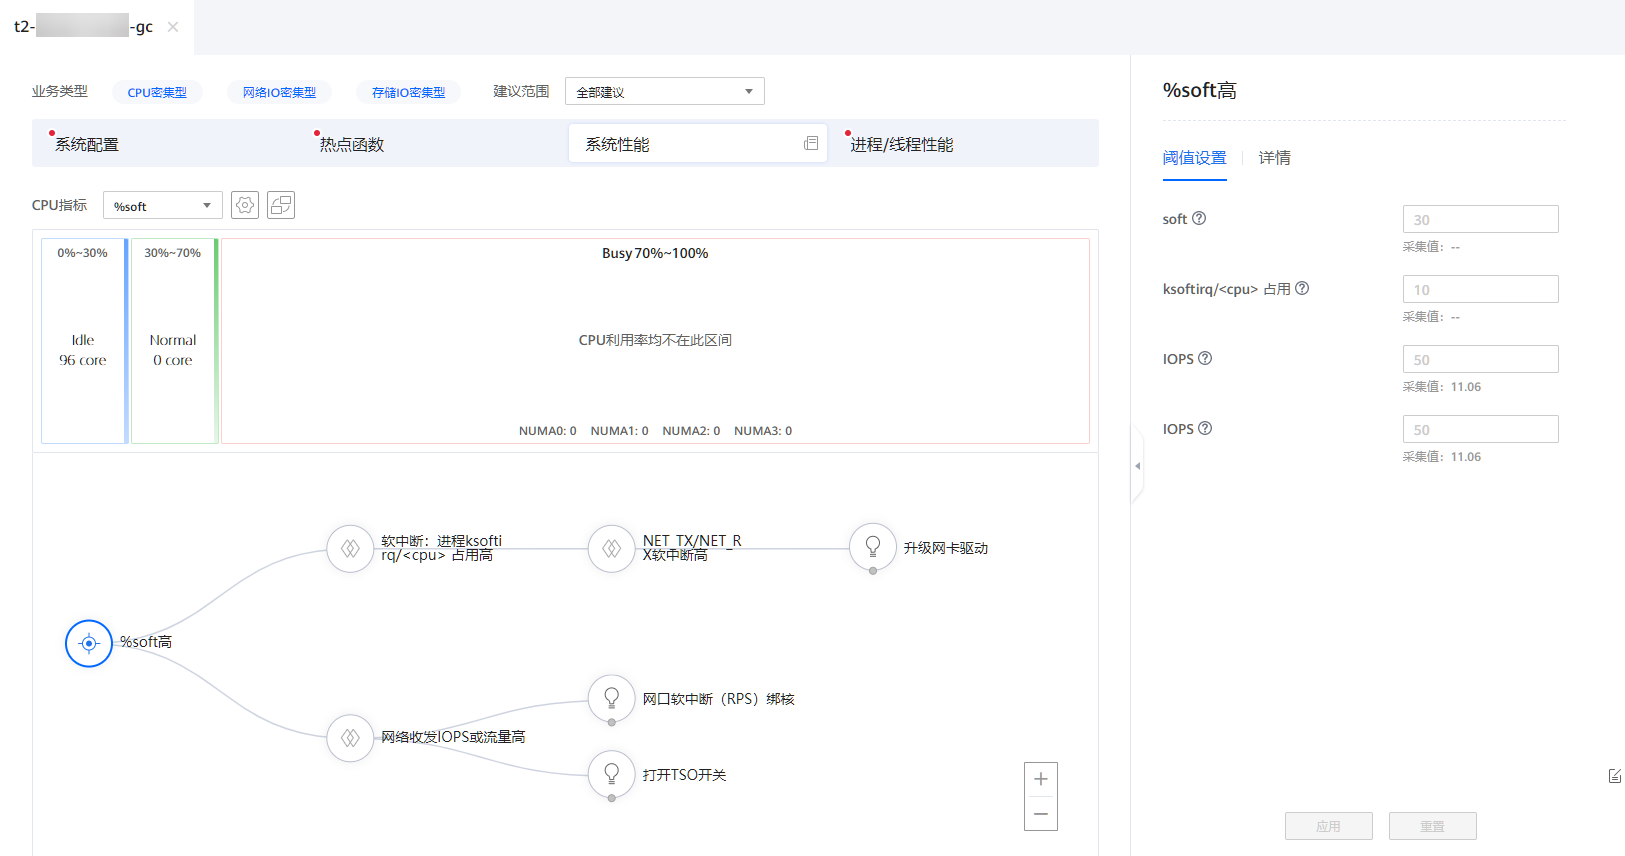 t2-
-gc
业务类型 CPU密集型 网络IO密集型 存储IO密集型 建议范围 全部建议
系统配置 热点函数 系统性能 进程/线程性能
CPU指标 %soft
0%~30% 30%~70% Busy 70%~100%
Idle
96 core
Normal
0 core
CPU利用率均不在此区间
NUMA0: 0 NUMA1: 0 NUMA2: 0 NUMA3: 0
软中断：进程ksofti
rq/<cpu> 占用高
NET_TX/NET_R
X软中断高
升级网卡驱动
%soft高
网口软中断（RPS）绑核
网络收发IOPS或流量高
打开TSO开关
%soft高
阈值设置 详情
soft 30
采集值： --
ksoftirq/<cpu> 占用 10
采集值： --
IOPS 50
采集值： 11.06
IOPS 50
采集值： 11.06
应用 重置